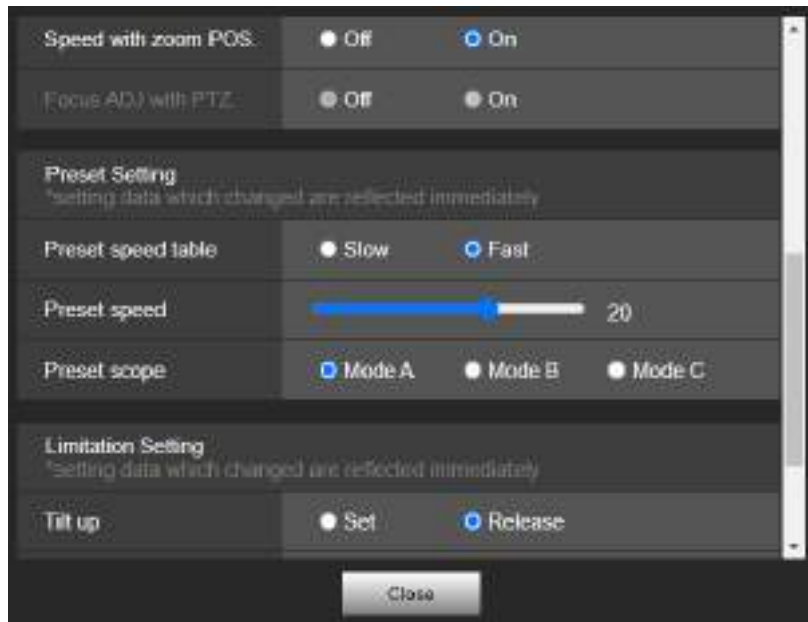 Speed with zoom POS. Off On
Focus ADJ with PTZ. Off On
Preset Setting
*setting data which changed are reflected immediately
Preset speed table Slow Fast
Preset speed 20
Preset scope Mode A Mode B Mode C
Limitation Setting
*setting data which changed are reflected immediately
Tilt up Set Release
Close